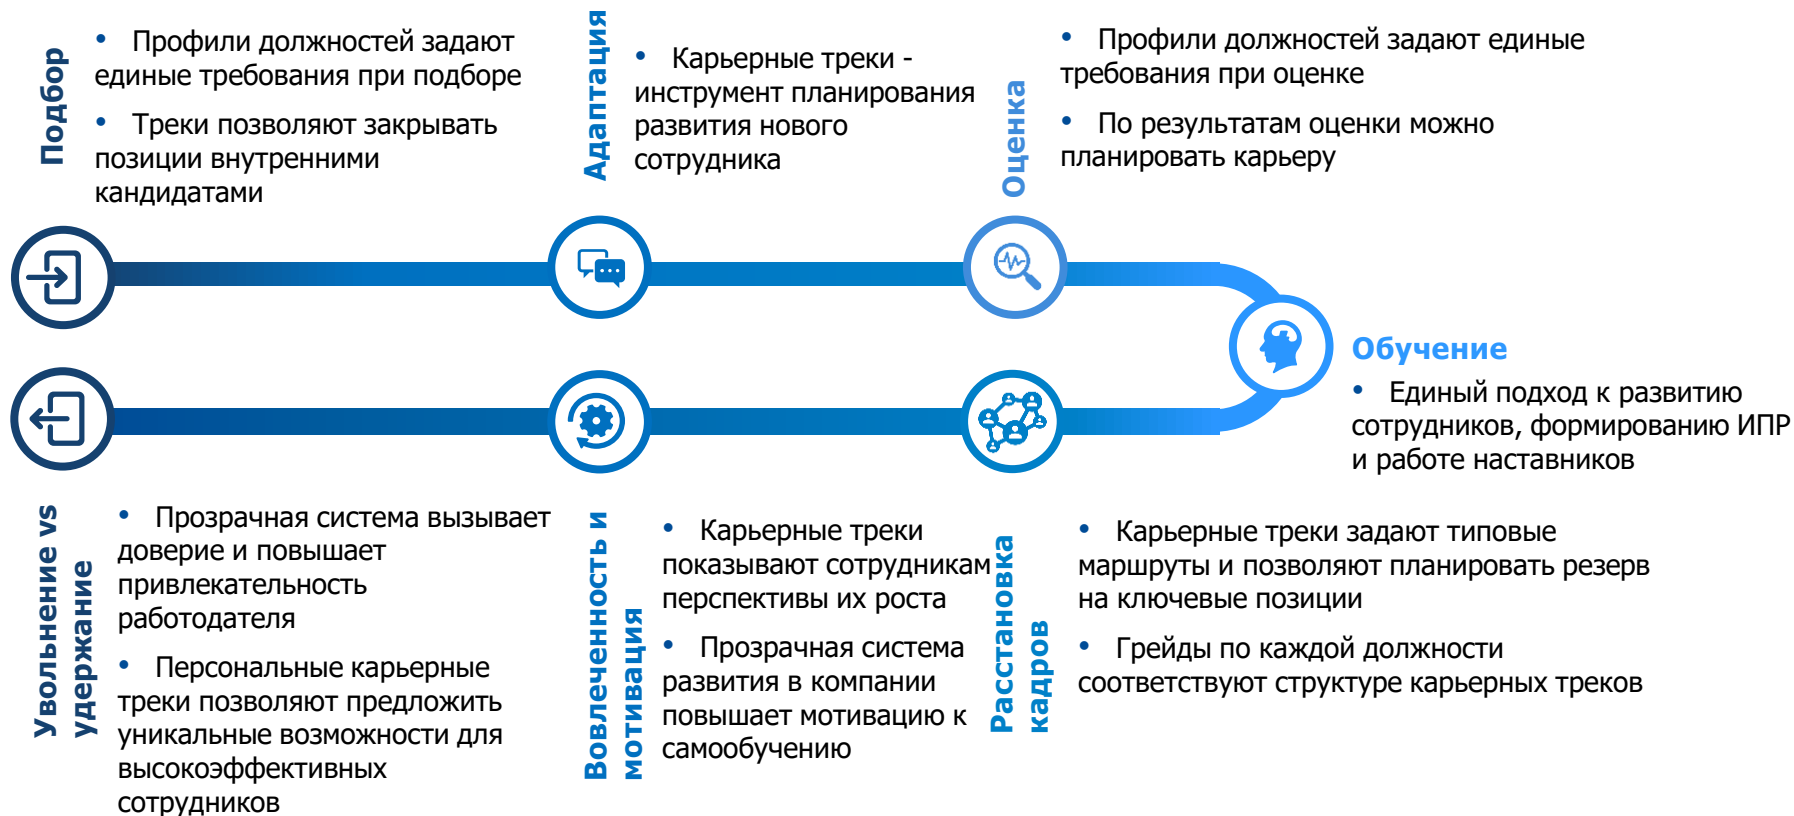 Подбор
• Профили должностей задают
единые требования при подборе
• Треки позволяют закрывать
позиции внутренними
кандидатами
Адаптация
• Карьерные треки -
инструмент планирования
развития нового
сотрудника
Оценка
• Профили должностей задают единые
требования при оценке
• По результатам оценки можно
планировать карьеру
Обучение
• Единый подход к развитию
сотрудников, формированию ИПР
и работе наставников
Увольнение vs
удержание
• Прозрачная система вызывает
доверие и повышает
привлекательность
работодателя
• Персональные карьерные
треки позволяют предложить
уникальные возможности для
высокоэффективных
сотрудников
Вовлеченность и
мотивация
• Карьерные треки
показывают сотрудникам
перспективы их роста
• Прозрачная система
развития в компании
повышает мотивацию к
самообучению
Расстановка
кадров
• Карьерные треки задают типовые
маршруты и позволяют планировать резерв
на ключевые позиции
• Грейды по каждой должности
соответствуют структуре карьерных треков